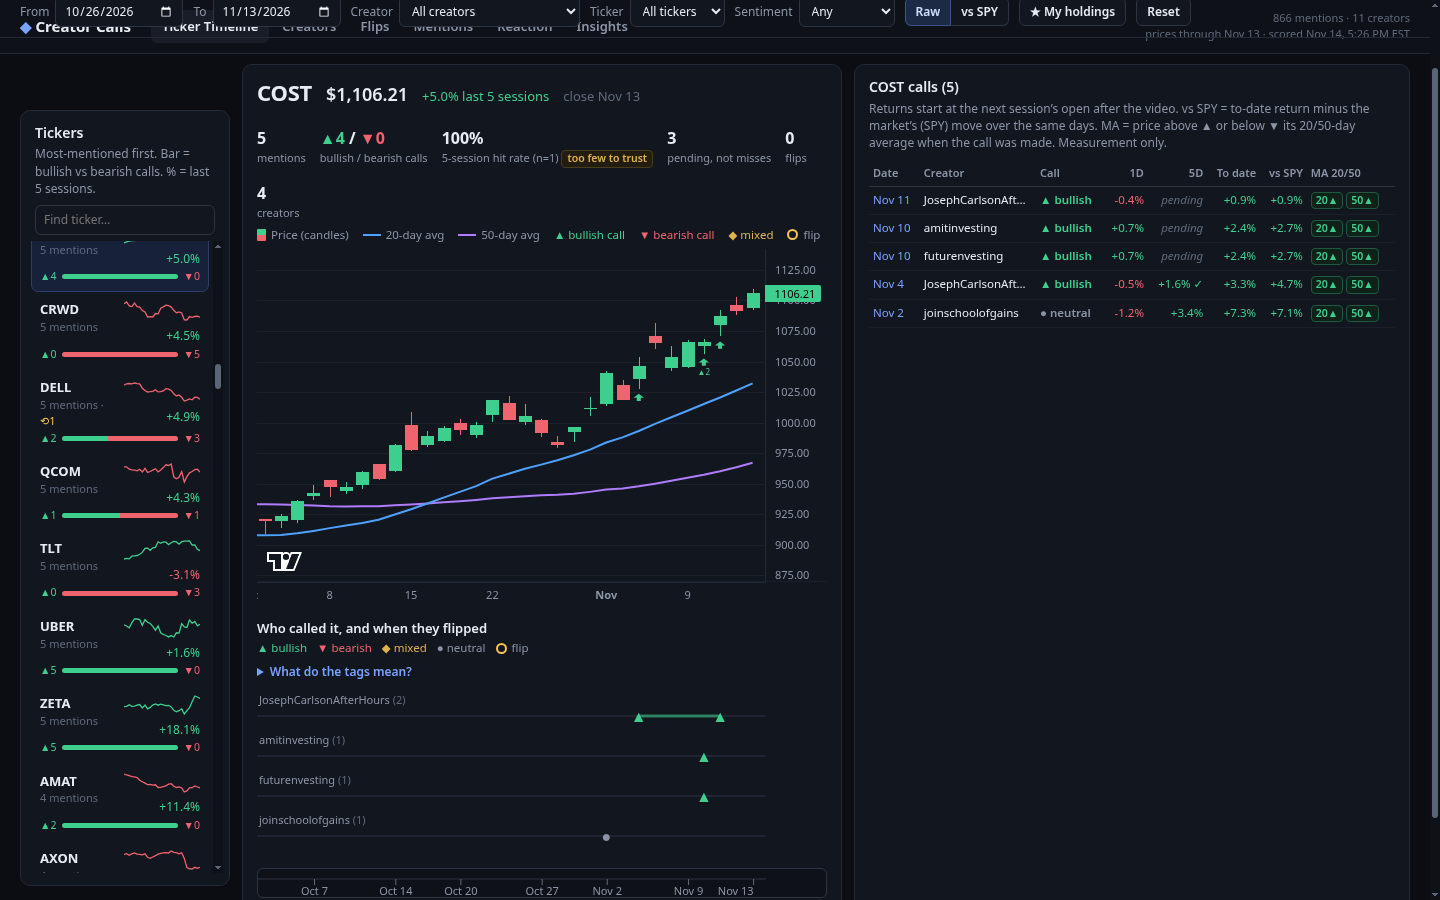 From 10/26/2026 To 11/13/2026 Creator All creators Ticker All tickers Sentiment Any Raw vs SPY ★ My holdings Reset
866 mentions · 11 creators
◆ Creator Calls Ticker Timeline Creators Flips Mentions Reaction Insights
prices through Nov 13 · scored Nov 14, 5:26 PM EST
Tickers
Most-mentioned first. Bar =
bullish vs bearish calls. % = last
5 sessions.
Find ticker...
5 mentions
+5.0%
▲4 ▼0
CRWD
5 mentions
+4.5%
▲0 ▼5
DELL
5 mentions ·
⟲1
+4.9%
▲2 ▼3
QCOM
5 mentions
+4.3%
▲1 ▼1
TLT
5 mentions
-3.1%
▲0 ▼3
UBER
5 mentions
+1.6%
▲5 ▼0
ZETA
5 mentions
+18.1%
▲5 ▼0
AMAT
4 mentions
+11.4%
▲2 ▼0
AXON
COST $1,106.21 +5.0% last 5 sessions close Nov 13
5 ▲4 / ▼0 100% 3 0
mentions bullish / bearish calls 5-session hit rate (n=1) too few to trust pending, not misses flips
4
creators
Price (candles) 20-day avg 50-day avg ▲ bullish call ▼ bearish call ◆ mixed flip
1125.00
1106.21
1075.00
1050.00
▲2
1025.00
1000.00
975.00
950.00
925.00
900.00
875.00
8 15 22 Nov 9
Who called it, and when they flipped
▲ bullish ▼ bearish ◆ mixed ● neutral flip
▶ What do the tags mean?
JosephCarlsonAfterHours (2)
amitinvesting (1)
futurenvesting (1)
joinschoolofgains (1)
Oct 7 Oct 14 Oct 20 Oct 27 Nov 2 Nov 9 Nov 13
COST calls (5)
Returns start at the next session's open after the video. vs SPY = to-date return minus the
market's (SPY) move over the same days. MA = price above ▲ or below ▼ its 20/50-day
average when the call was made. Measurement only.
Date Creator Call 1D 5D To date vs SPY MA 20/50
Nov 11 JosephCarlsonAft... ▲ bullish -0.4% pending +0.9% +0.9% 20▲ 50▲
Nov 10 amitinvesting ▲ bullish +0.7% pending +2.4% +2.7% 20▲ 50▲
Nov 10 futurenvesting ▲ bullish +0.7% pending +2.4% +2.7% 20▲ 50▲
Nov 4 JosephCarlsonAft... ▲ bullish -0.5% +1.6% ✓ +3.3% +4.7% 20▲ 50▲
Nov 2 joinschoolofgains ● neutral -1.2% +3.4% +7.3% +7.1% 20▲ 50▲